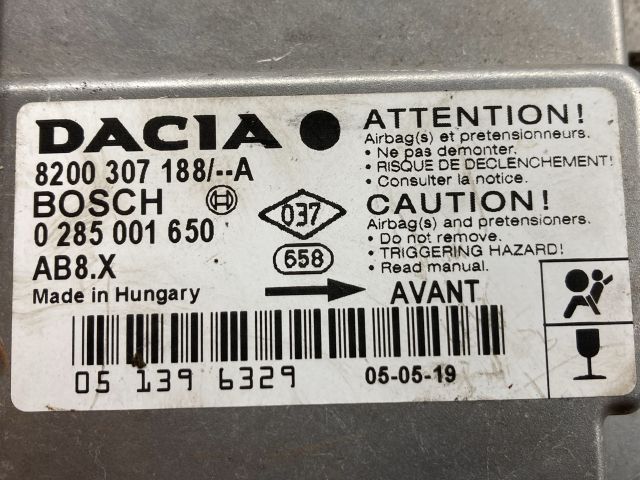 DACIA
8200 307 188/--A
BOSCH
0 285 001 650
AB8.X
Made in Hungary
037
658
AVANT
ATTENTION!
Airbag(s) et pretensionneurs.
• Ne pas demonter.
• RISQUE DE DECLENCHEMENT!
• Consulter la notice.
CAUTION!
Airbag(s) and pretensioners.
• Do not remove.
• TRIGGERING HAZARD!
• Read manual.
05 139 6329
05-05-19